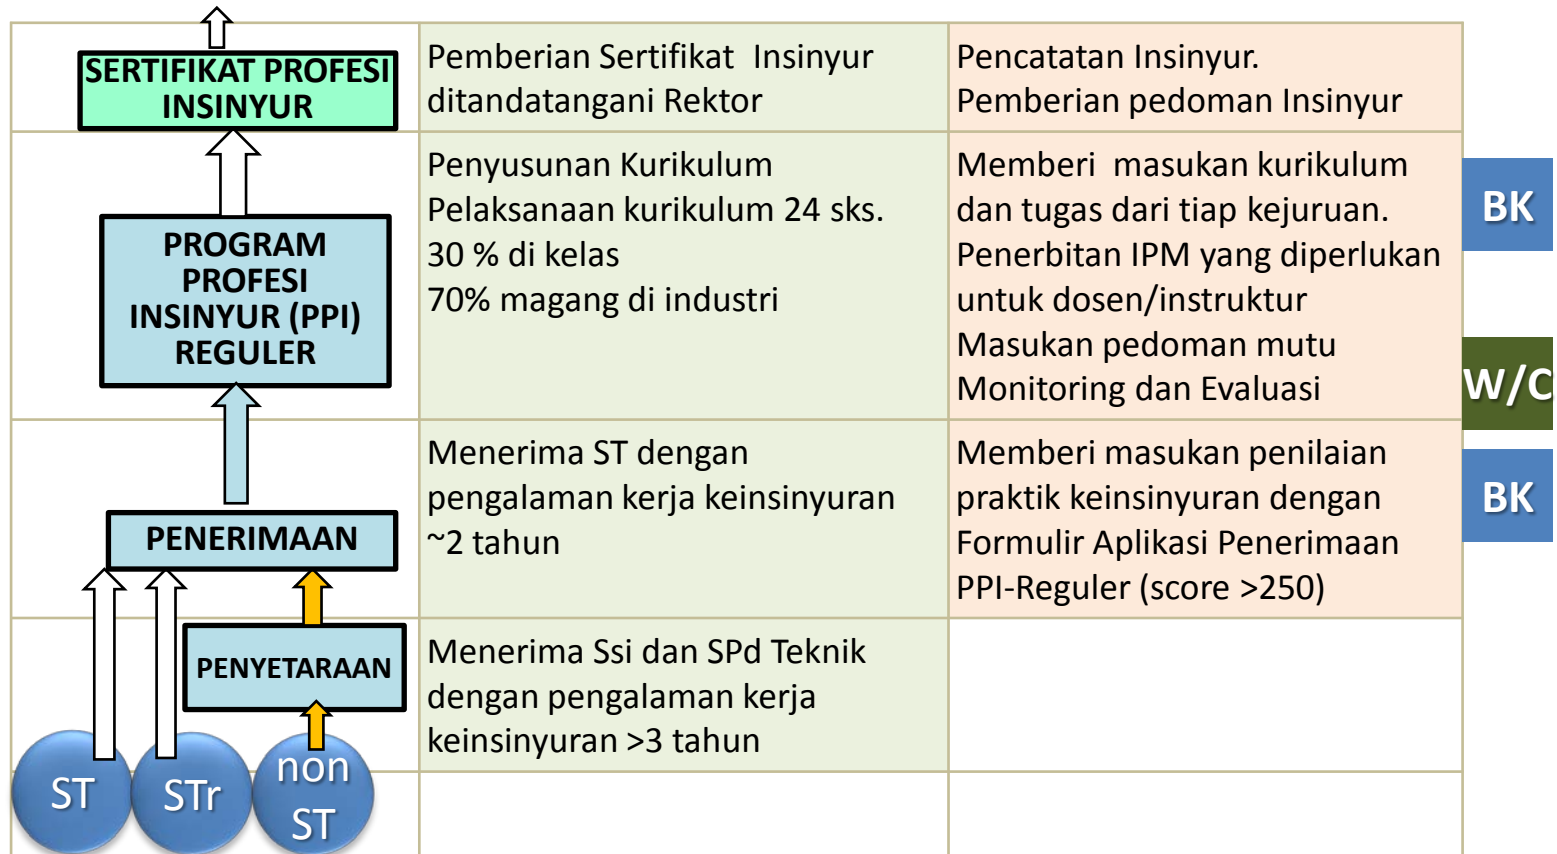 SERTIFIKAT PROFESI
INSINYUR
Pemberian Sertifikat Insinyur
ditandatangani Rektor
Pencatatan Insinyur.
Pemberian pedoman Insinyur
PROGRAM
PROFESI
INSINYUR (PPI)
REGULER
Penyusunan Kurikulum
Pelaksanaan kurikulum 24 sks.
30 % di kelas
70% magang di industri
Memberi masukan kurikulum
dan tugas dari tiap kejuruan.
Penerbitan IPM yang diperlukan
untuk dosen/instruktur
Masukan pedoman mutu
Monitoring dan Evaluasi
BK
W/C
PENERIMAAN
Menerima ST dengan
pengalaman kerja keinsinyuran
~2 tahun
Memberi masukan penilaian
praktik keinsinyuran dengan
Formulir Aplikasi Penerimaan
PPI-Reguler (score >250)
BK
PENYETARAAN
Menerima Ssi dan SPd Teknik
dengan pengalaman kerja
keinsinyuran >3 tahun
ST
STr
non
ST